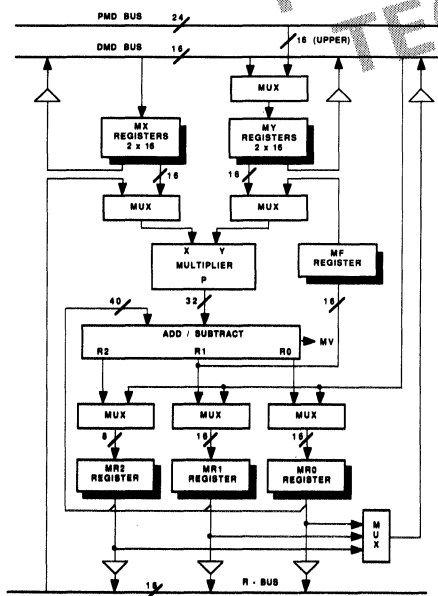 PMD BUS 24
DMD BUS 16
16 (UPPER)
MUX
MX
REGISTERS
2 x 16
MY
REGISTERS
2 x 16
16
16
MUX
MUX
X Y
MULTIPLIER
P
MF
REGISTER
40
32
16
ADD / SUBTRACT
R2 R1 R0
MV
MUX
MUX
MUX
8
16
16
MR2
REGISTER
MR1
REGISTER
MR0
REGISTER
MUX
16
R - BUS